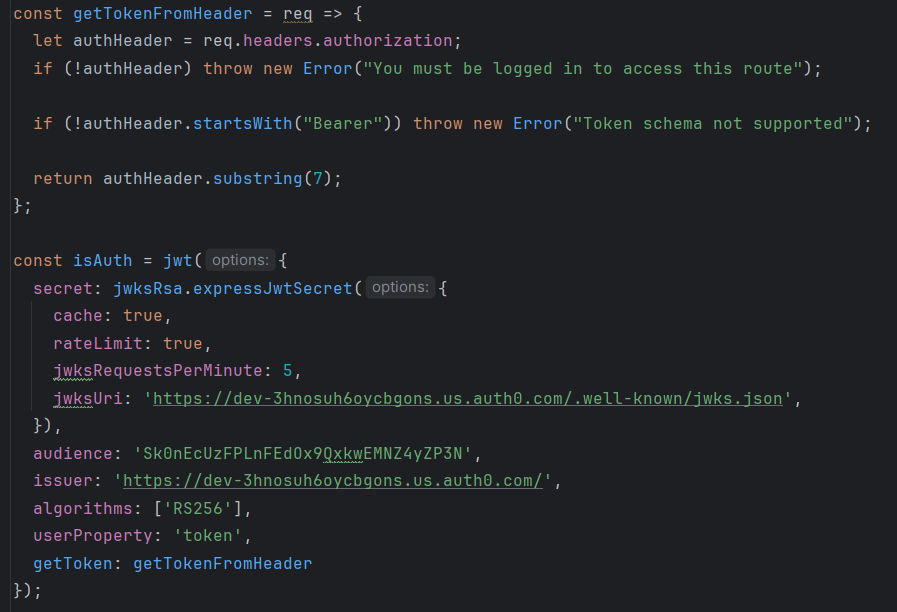 const getTokenFromHeader = req => {
let authHeader = req.headers.authorization;
if (!authHeader) throw new Error("You must be logged in to access this route");
if (!authHeader.startsWith("Bearer")) throw new Error("Token schema not supported");
return authHeader.substring(7);
};
const isAuth = jwt( options: {
secret: jwksRsa.expressJwtSecret( options: {
cache: true,
rateLimit: true,
jwksRequestsPerMinute: 5,
jwksUri: 'https://dev-3hnosuh6oycbgons.us.auth0.com/.well-known/jwks.json',
}),
audience: 'SkOnEcUzFPLnFEdOx9QxkwEMNZ4yZP3N',
issuer: 'https://dev-3hnosuh6oycbgons.us.auth0.com/',
algorithms: ['RS256'],
userProperty: 'token',
getToken: getTokenFromHeader
});